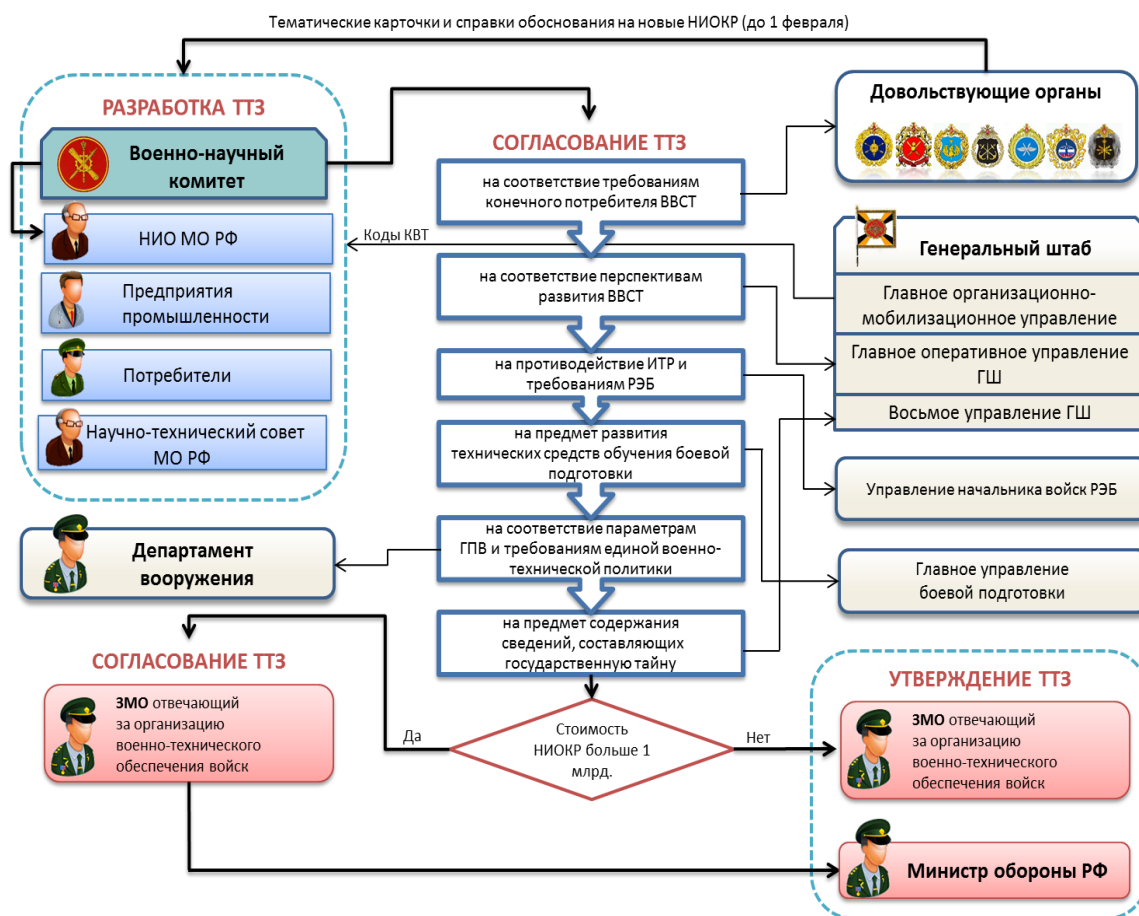 Тематические карточки и справки обоснования на новые НИОКР (до 1 февраля)
РАЗРАБОТКА ТТЗ
Военно-научный
комитет
НИО МО РФ
Предприятия
промышленности
Потребители
Научно-технический совет
МО РФ
СОГЛАСОВАНИЕ ТТЗ
на соответствие требованиям
конечного потребителя ВВСТ
на соответствие перспективам
развития ВВСТ
на противодействие ИТР и
требованиям РЭБ
на предмет развития
технических средств обучения боевой
подготовки
на соответствие параметрам
ГПВ и требованиям единой военно-
технической политики
на предмет содержания
сведений, составляющих
государственную тайну
Довольствующие органы
Коды КВТ
Генеральный штаб
Главное организационно-
мобилизационное управление
Главное оперативное управление
ГШ
Восьмое управление ГШ
Управление начальника войск РЭБ
Главное управление
боевой подготовки
Департамент
вооружения
СОГЛАСОВАНИЕ ТТЗ
ЗМО отвечающий
за организацию
военно-технического
обеспечения войск
Да
Стоимость
НИОКР больше 1
млрд.
Нет
УТВЕРЖДЕНИЕ ТТЗ
ЗМО отвечающий
за организацию
военно-технического
обеспечения войск
Министр обороны РФ